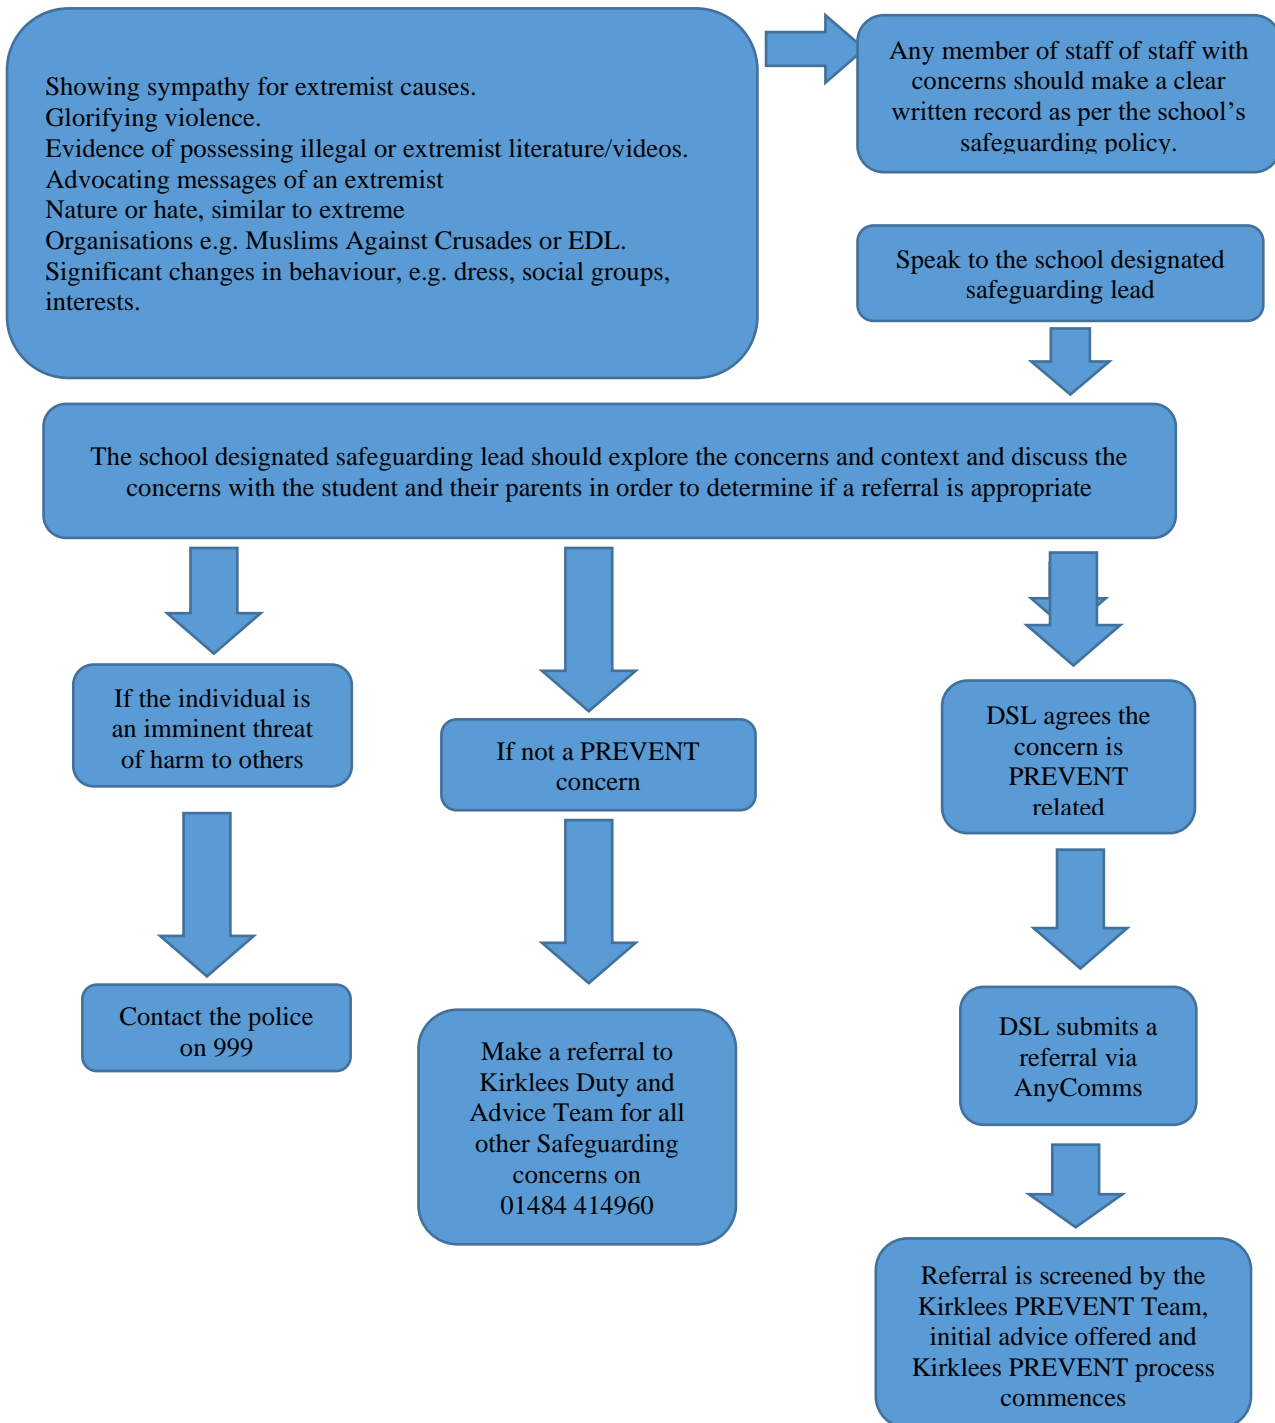 Showing sympathy for extremist causes.
Glorifying violence.
Evidence of possessing illegal or extremist literature/videos.
Advocating messages of an extremist
Nature or hate, similar to extreme
Organisations e.g. Muslims Against Crusades or EDL.
Significant changes in behaviour, e.g. dress, social groups,
interests.
Any member of staff of staff with
concerns should make a clear
written record as per the school’s
safeguarding policy.
Speak to the school designated
safeguarding lead
The school designated safeguarding lead should explore the concerns and context and discuss the
concerns with the student and their parents in order to determine if a referral is appropriate
If the individual is
an imminent threat
of harm to others
Contact the police
on 999
If not a PREVENT
concern
Make a referral to
Kirklees Duty and
Advice Team for all
other Safeguarding
concerns on
01484 414960
DSL agrees the
concern is
PREVENT
related
DSL submits a
referral via
AnyComms
Referral is screened by the
Kirklees PREVENT Team,
initial advice offered and
Kirklees PREVENT process
commences